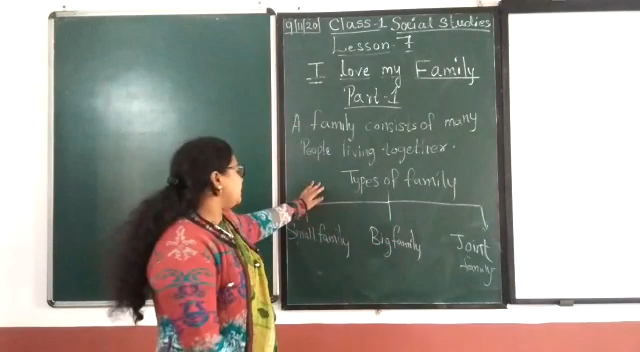 9/11/20 Class-1 Social Studies
Lesson-7
I love my Family
Part-1
A family consists of many
People living together.
Types of family
Small family Big family Joint family